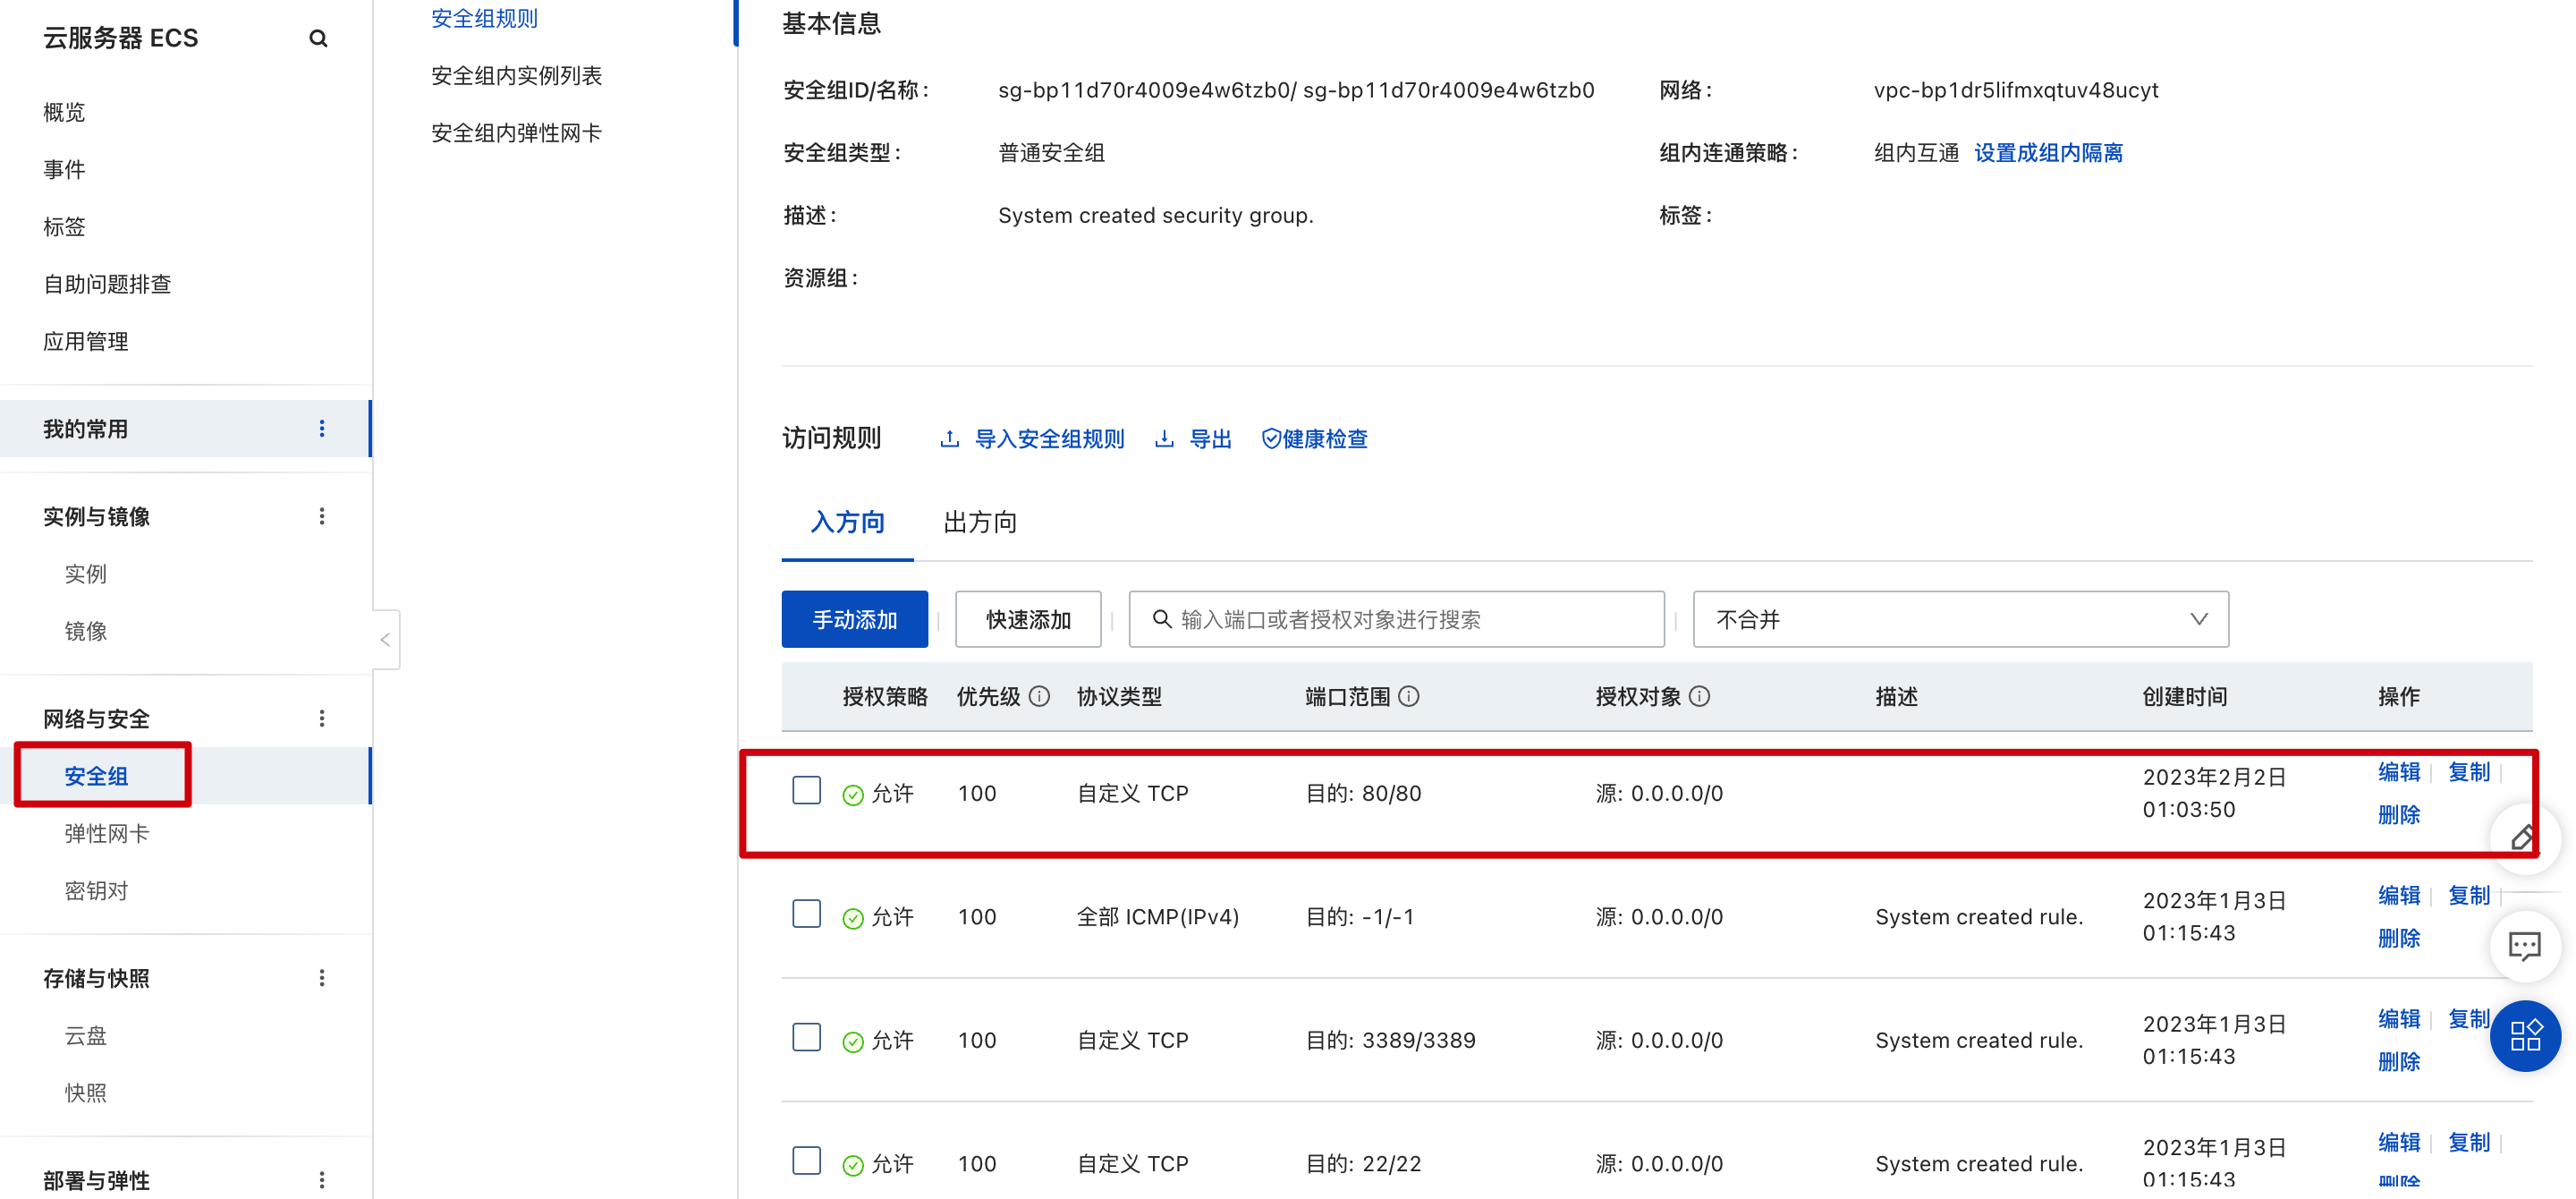 云服务器 ECS
概览
事件
标签
自助问题排查
应用管理
我的常用
实例与镜像
实例
镜像
网络与安全
安全组
弹性网卡
密钥对
存储与快照
云盘
快照
部署与弹性
安全组规则
安全组内实例列表
安全组内弹性网卡
基本信息
安全组ID/名称: sg-bp11d70r4009e4w6tzb0/ sg-bp11d70r4009e4w6tzb0 网络: vpc-bp1dr5lifmxqtuv48ucyt
安全组类型: 普通安全组 组内连通策略: 组内互通 设置成组内隔离
描述: System created security group. 标签:
资源组:
访问规则 导入安全组规则 导出 健康检查
入方向 出方向
手动添加 快速添加 输入端口或者授权对象进行搜索 不合并
授权策略 优先级 协议类型 端口范围 授权对象 描述 创建时间 操作
允许 100 自定义 TCP 目的: 80/80 源: 0.0.0.0/0 2023年2月2日 01:03:50 编辑 复制 删除
允许 100 全部 ICMP(IPv4) 目的: -1/-1 源: 0.0.0.0/0 System created rule. 2023年1月3日 01:15:43 编辑 复制 删除
允许 100 自定义 TCP 目的: 3389/3389 源: 0.0.0.0/0 System created rule. 2023年1月3日 01:15:43 编辑 复制 删除
允许 100 自定义 TCP 目的: 22/22 源: 0.0.0.0/0 System created rule. 2023年1月3日 01:15:43 编辑 复制 删除